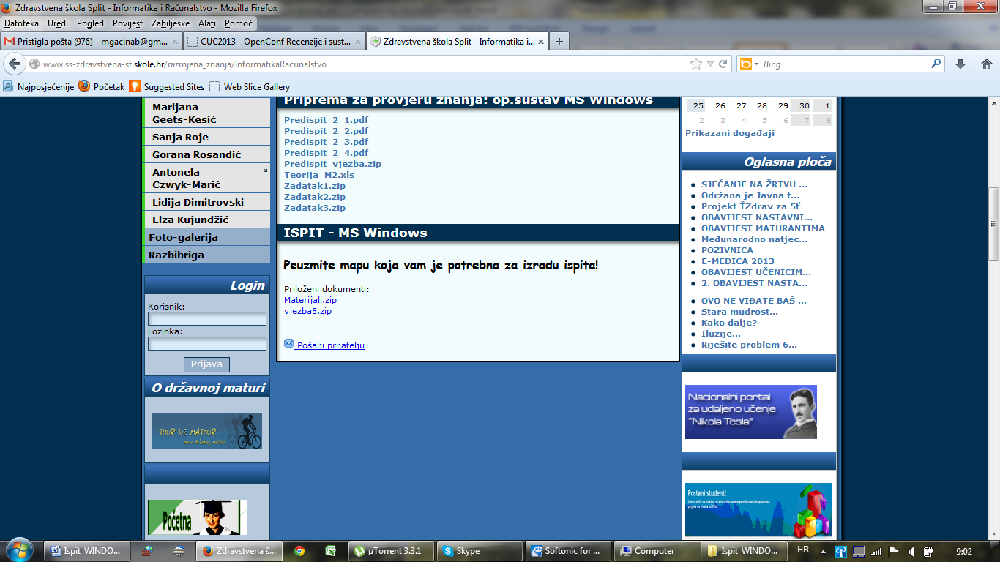 Zdravstvena škola Split - Informatika i Računalstvo - Mozilla Firefox
Datoteka Uredi Pogled Povijest Zabilješke Alati Pomoć
Pristigla pošta (976) - mgacinab@gm... CUC2013 - OpenConf Recenzije i sust... Zdravstvena škola Split - Informatika i...
www.ss-zdravstvena-st.skole.hr/razmjena_znanja/InformatikaRacunalstvo Bing
Najposjećenije Početak Suggested Sites Web Slice Gallery
Marijana
Geets-Kesić
Sanja Roje
Gorana Rosandić
Antonela
Czwyk-Marić
Lidija Dimitrovski
Elza Kujundžić
Foto-galerija
Razbibriga
Login
Korisnik:
Lozinka:
Prijava
O državnoj maturi
TOUR DE MATOUR
sve o državnoj maturi
Početna
Priprema za provjeru znanja: op.sustav MS Windows
Predispit_2_1.pdf
Predispit_2_2.pdf
Predispit_2_3.pdf
Predispit_2_4.pdf
Predispit_vjezba.zip
Teorija_M2.xls
Zadatak1.zip
Zadatak2.zip
Zadatak3.zip
ISPIT - MS Windows
Peuzmite mapu koja vam je potrebna za izradu ispita!
Priloženi dokumenti:
Materijali.zip
vjezba5.zip
Pošalji prijatelju
25 26 27 28 29 30 1
2 3 4 5 6 7 8
Prikazani događaji
Oglasna ploča
SJEĆANJE NA ŽRTVU ...
Održana je Javna t...
Projekt ŤZdrav za 5ť
OBAVIJEST NASTAVNI...
OBAVIJEST MATURANTIMA
Međunarodno natjec...
POZIVNICA
E-MEDICA 2013
OBAVIJEST UČENICIM...
2. OBAVIJEST NASTA...
OVO NE VIĐATE BAŠ ...
Stara mudrost...
Kako dalje?
Iluzije...
Riješite problem 6...
Nacionalni portal
za udaljeno učenje
"Nikola Tesla"
Postani student!
Ispit_WINDO... Zdravstvena š... µTorrent 3.3.1 Skype Softonic for ... Computer Ispit_WINDO... HR 9:02